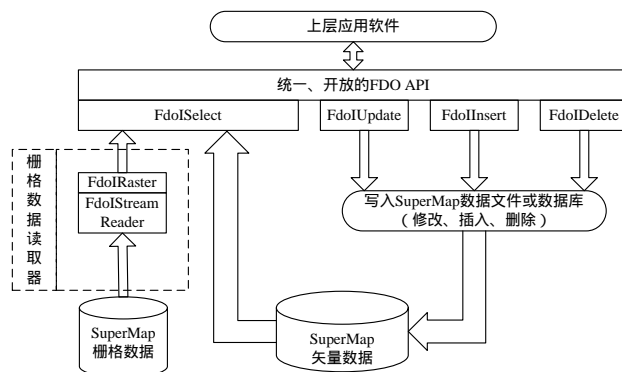 上层应用软件
统一、开放的FDO API
FdoISelect
FdoIUpdate
FdoIInsert
FdoIDelete
栅格数据读取器
FdoIRaster
FdoIStream
Reader
写入SuperMap数据文件或数据库
（修改、插入、删除）
SuperMap
栅格数据
SuperMap
矢量数据